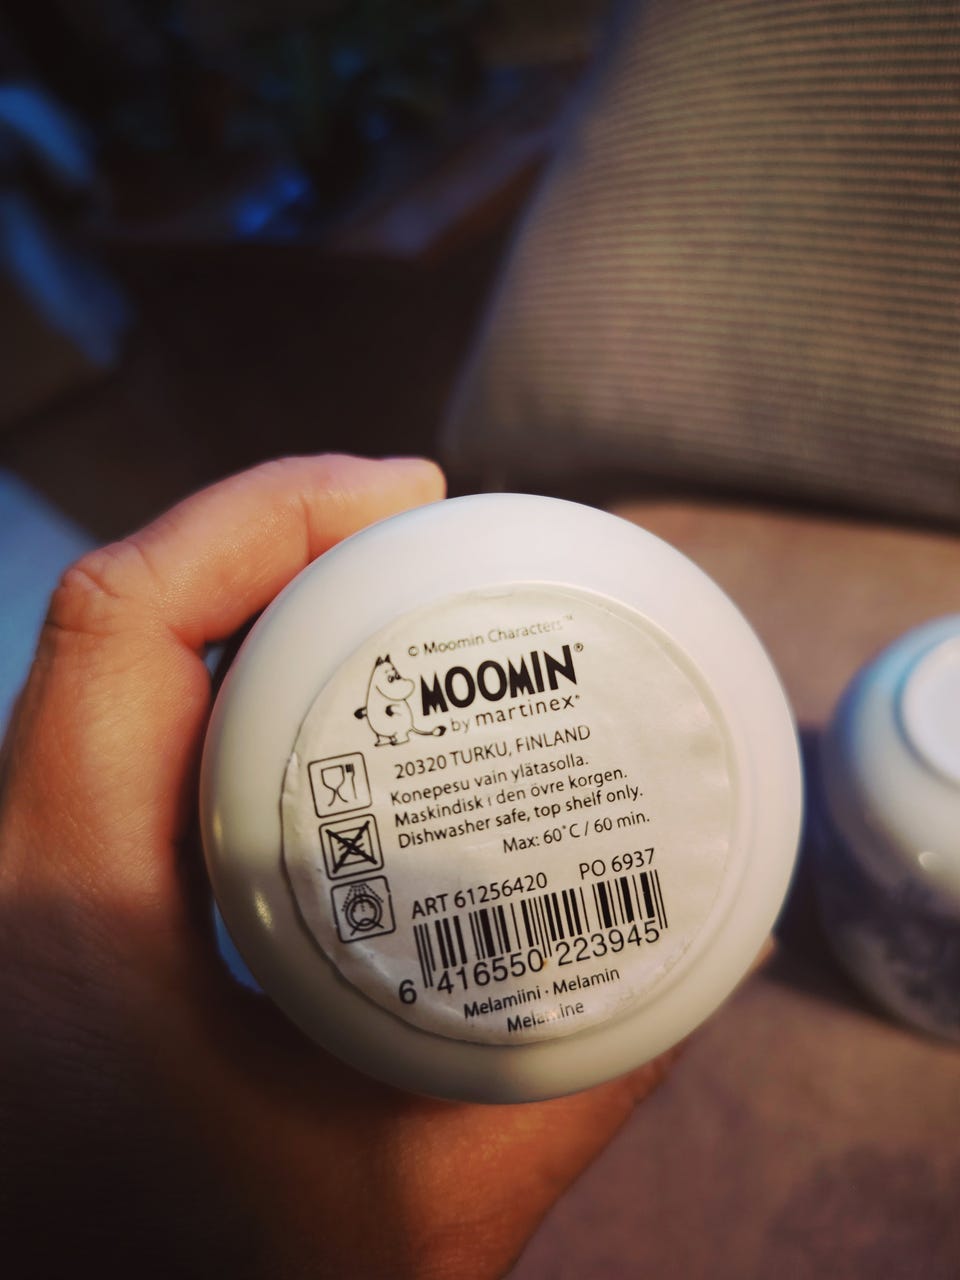 © Moomin Characters™
MOOMIN®
by martinex®
20320 TURKU, FINLAND
Konepesu vain ylätasolla.
Maskindisk i den övre korgen.
Dishwasher safe, top shelf only.
Max: 60°C / 60 min.
ART 61256420 PO 6937
6 416550 223945
Melamiini · Melamin
Melamine